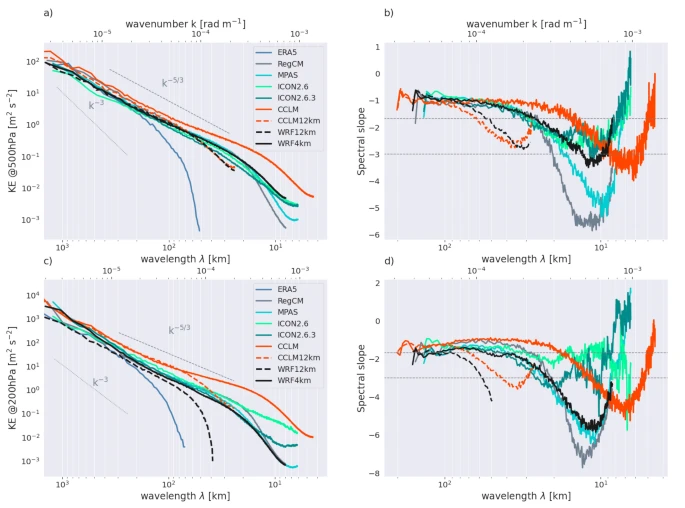 a)
wavenumber k [rad m⁻¹]
10⁻⁵ 10⁻⁴ 10⁻³
KE @500hPa [m² s⁻²]
10² 10¹ 10⁰ 10⁻¹ 10⁻² 10⁻³
k⁻⁵ᐟ³
k⁻³
ERA5
RegCM
MPAS
ICON2.6
ICON2.6.3
CCLM
CCLM12km
WRF12km
WRF4km
10³ 10² 10¹
wavelength λ [km]
b)
wavenumber k [rad m⁻¹]
10⁻⁴ 10⁻³
Spectral slope
1 0 −1 −2 −3 −4 −5 −6
10² 10¹
wavelength λ [km]
c)
10⁻⁵ 10⁻⁴ 10⁻³
KE @200hPa [m² s⁻²]
10⁴ 10³ 10² 10¹ 10⁰ 10⁻¹ 10⁻² 10⁻³
k⁻⁵ᐟ³
k⁻³
ERA5
RegCM
MPAS
ICON2.6
ICON2.6.3
CCLM
CCLM12km
WRF12km
WRF4km
10³ 10² 10¹
wavelength λ [km]
d)
10⁻⁴ 10⁻³
Spectral slope
2 0 −2 −4 −6 −8
10² 10¹
wavelength λ [km]